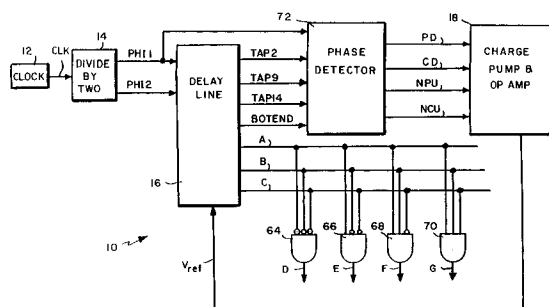 12
CLOCK
CLK
14
DIVIDE
BY
TWO
PHI1
PHI2
DELAY
LINE
16
TAP2
TAP9
TAP14
BOTEND
72
PHASE
DETECTOR
PD)
CD)
NPU)
NCU)
18
CHARGE
PUMP &
OP AMP
A)
B)
C)
64
66
68
70
D
E
F
G
10
Vref